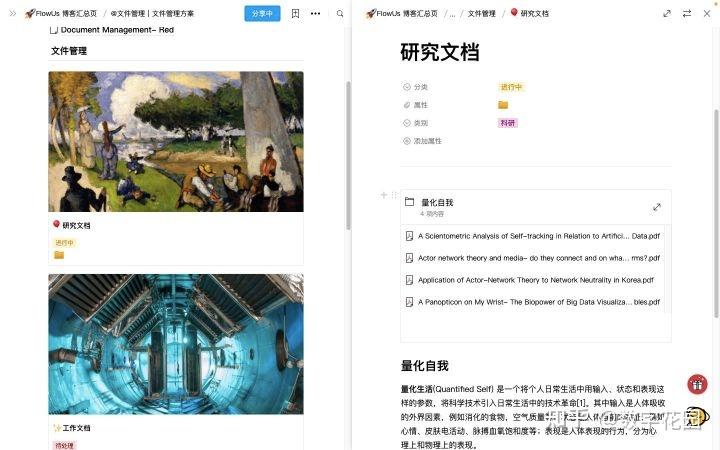 🚀FlowUs 博客汇总页 / @文件管理｜文件管理方案
分享中
Document Management- Red
文件管理
🎈研究文档
进行中
✨工作文档
待处理
🚀FlowUs 博客汇总页 / ... / 文件管理 / 🎈研究文档
研究文档
分类 进行中
属性
类别 科研
添加属性
量化自我
4 项内容
A Scientometric Analysis of Self-tracking in Relation to Artifici... Data.pdf
Actor network theory and media- do they connect and on wha... rms?.pdf
Application of Actor-Network Theory to Network Neutrality in Korea.pdf
A Panopticon on My Wrist- The Biopower of Big Data Visualiza... bles.pdf
量化自我
量化生活(Quantified Self) 是一个将个人日常生活中用输入、状态和表现这
样的参数，将科学技术引入日常生活中的技术革命[1]。其中输入是人体吸收
的外界因素，例如消化的食物，空气质量等
心情、皮肤电活动、脉搏血氧饱和度等；表现是人体表现的行为，分为心
理上和物理上的表现。
知乎